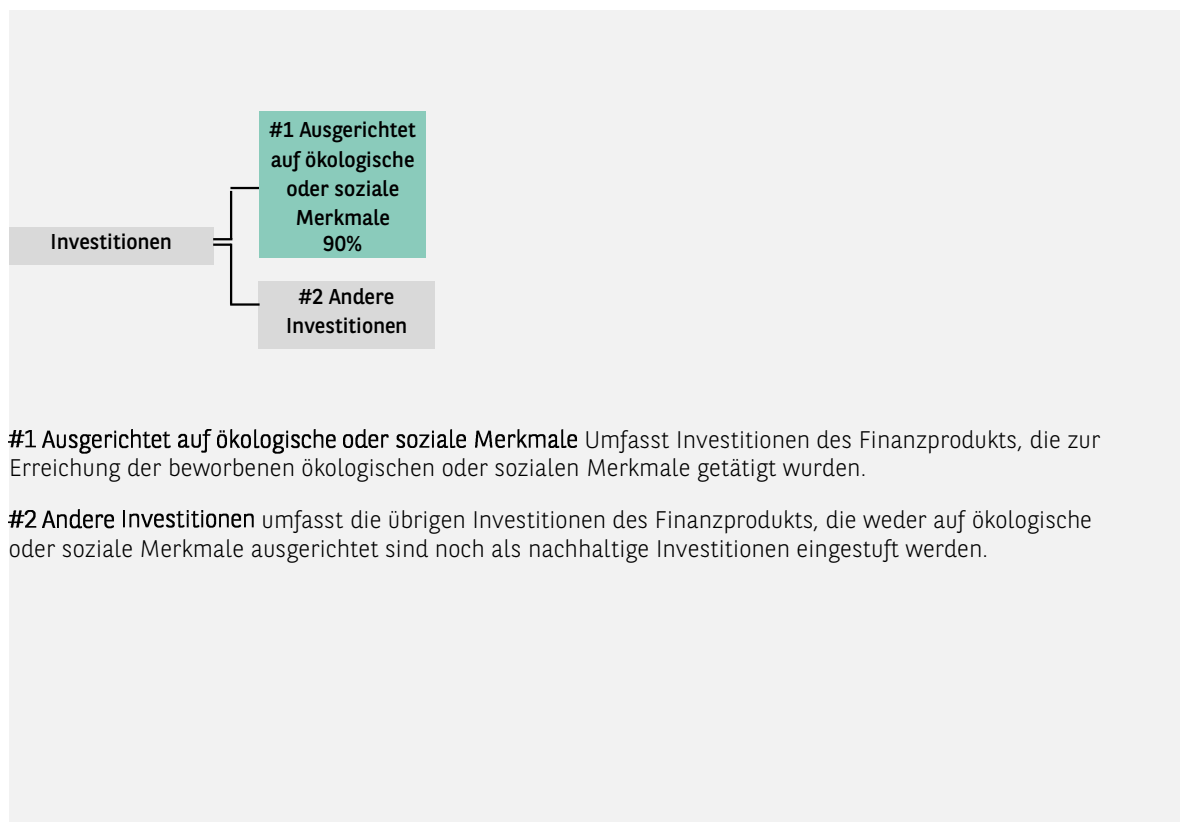 #1 Ausgerichtet
auf ökologische
oder soziale
Merkmale
90%
Investitionen
#2 Andere
Investitionen
#1 Ausgerichtet auf ökologische oder soziale Merkmale Umfasst Investitionen des Finanzprodukts, die zur
Erreichung der beworbenen ökologischen oder sozialen Merkmale getätigt wurden.
#2 Andere Investitionen umfasst die übrigen Investitionen des Finanzprodukts, die weder auf ökologische
oder soziale Merkmale ausgerichtet sind noch als nachhaltige Investitionen eingestuft werden.